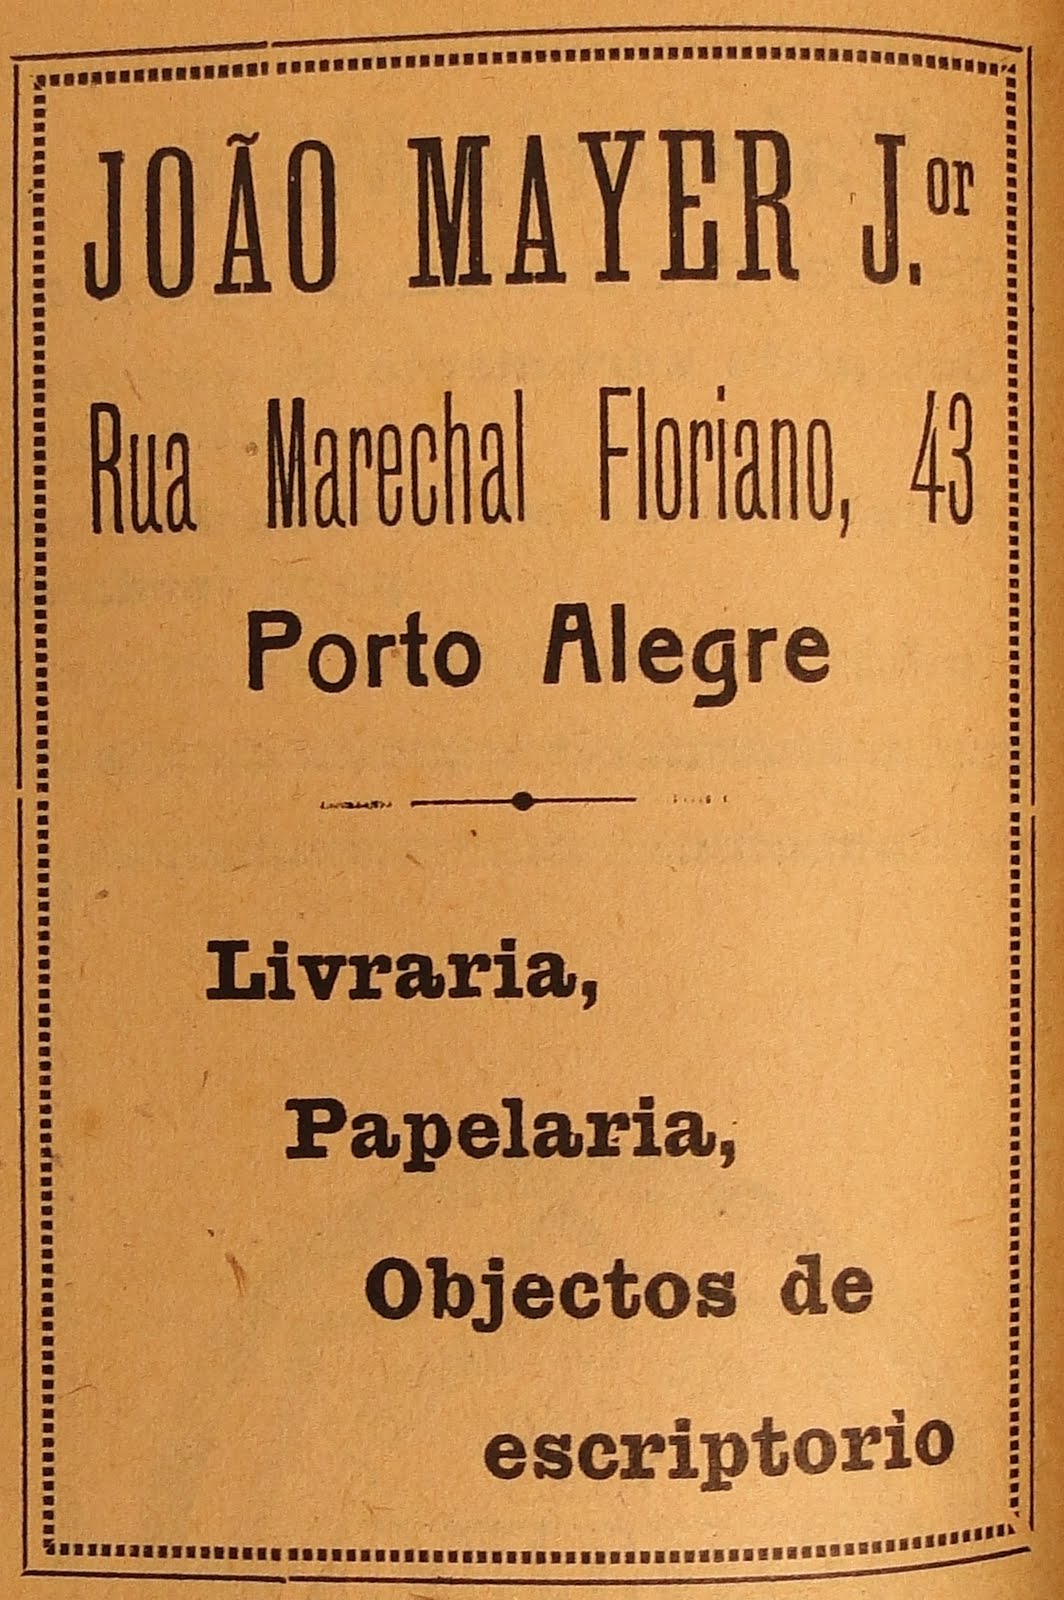 JOÃO MAYER J.or
Rua Marechal Floriano, 43
Porto Alegre
Livraria,
Papelaria,
Objectos de
escriptorio